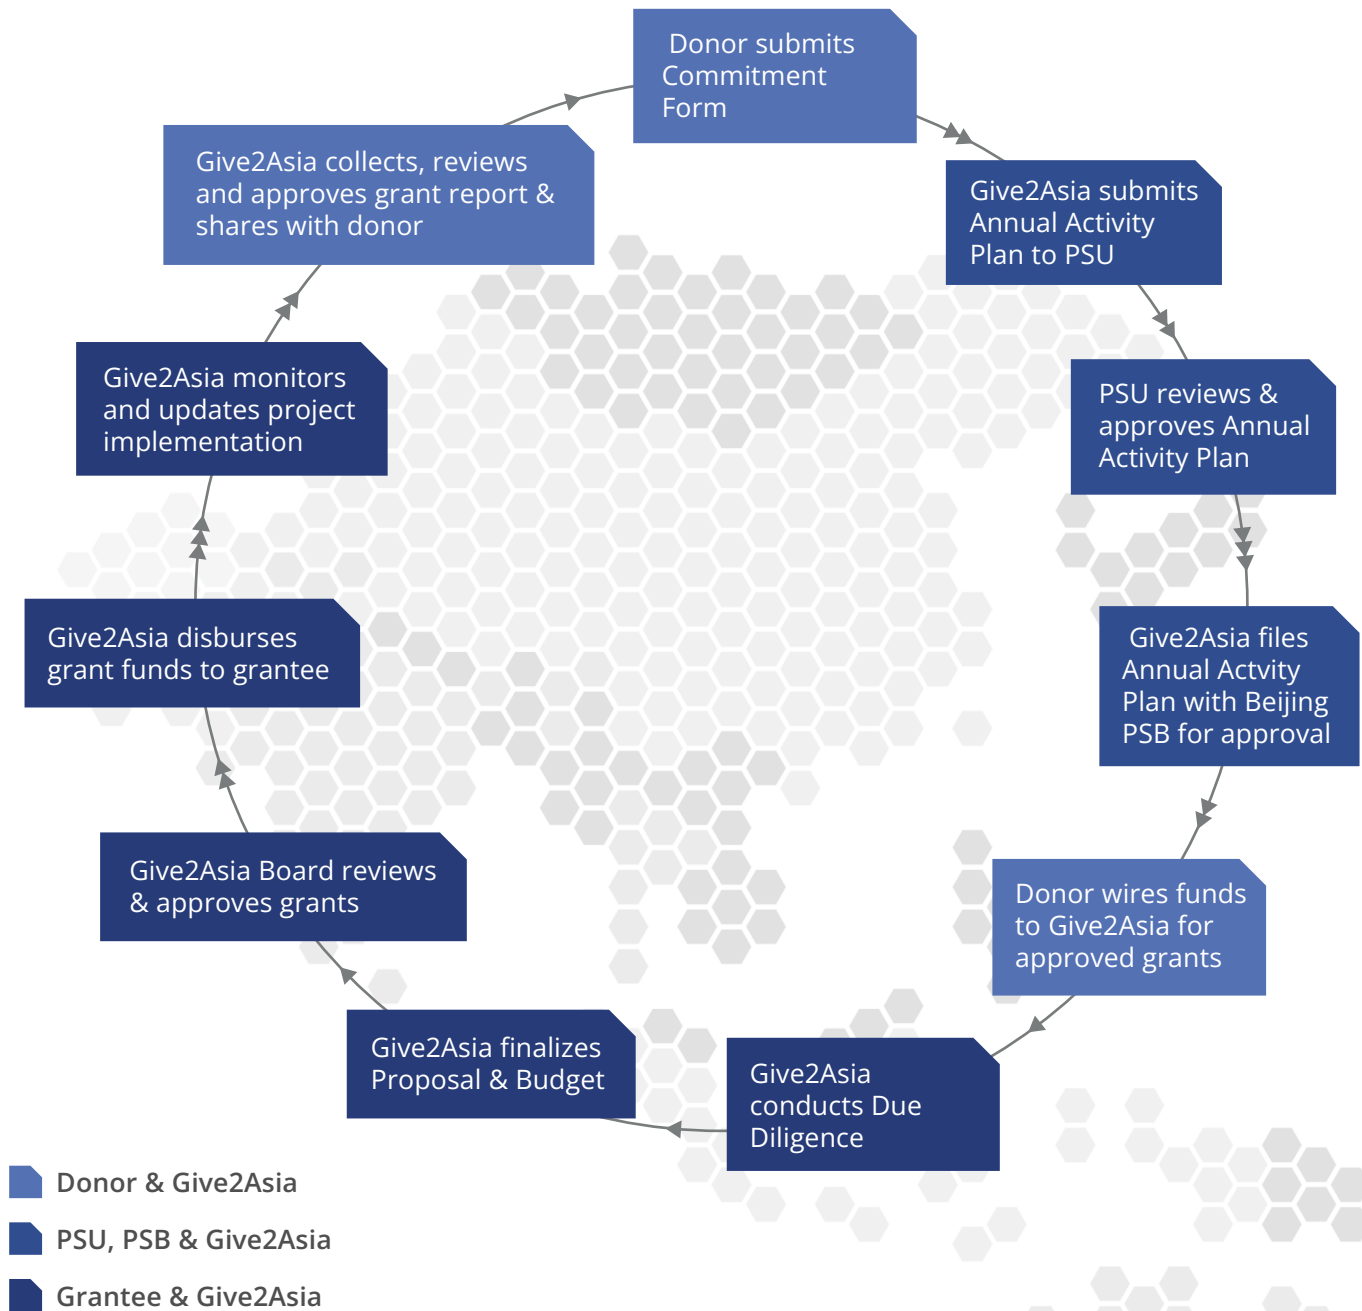 Donor submits
Commitment
Form
Give2Asia submits
Annual Activity
Plan to PSU
PSU reviews &
approves Annual
Activity Plan
Give2Asia files
Annual Actvity
Plan with Beijing
PSB for approval
Donor wires funds
to Give2Asia for
approved grants
Give2Asia
conducts Due
Diligence
Give2Asia finalizes
Proposal & Budget
Give2Asia Board reviews
& approves grants
Give2Asia disburses
grant funds to grantee
Give2Asia monitors
and updates project
implementation
Give2Asia collects, reviews
and approves grant report &
shares with donor
Donor & Give2Asia
PSU, PSB & Give2Asia
Grantee & Give2Asia